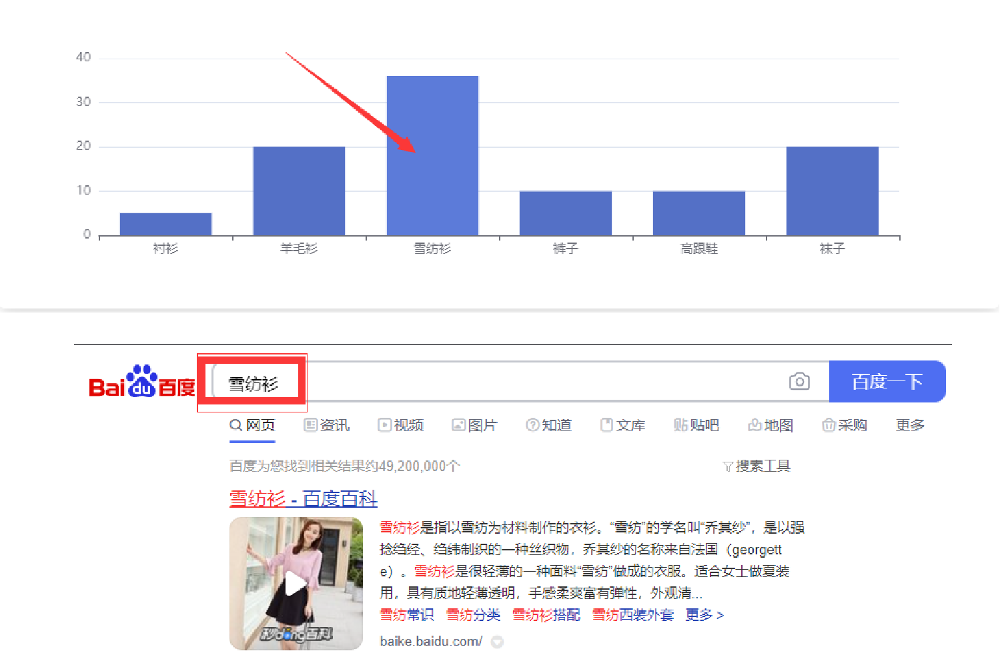 40
30
20
10
0
衬衫 羊毛衫 雪纺衫 裤子 高跟鞋 袜子
Bai du 百度 雪纺衫 百度一下
网页 资讯 视频 图片 知道 文库 贴吧 地图 采购 更多
百度为您找到相关结果约49,200,000个 搜索工具
雪纺衫 - 百度百科
雪纺衫是指以雪纺为材料制作的衣衫。“雪纺”的学名叫“乔其纱”，是以强
捻绉经、绉纬制织的一种丝织物，乔其纱的名称来自法国（georgett
e）。雪纺衫是很轻薄的一种面料“雪纺”做成的衣服。适合女士做夏装
用，具有质地轻薄透明，手感柔爽富有弹性，外观清...
雪纺常识 雪纺分类 雪纺衫搭配 雪纺西装外套 更多 >
秒dǒng百科
baike.baidu.com/